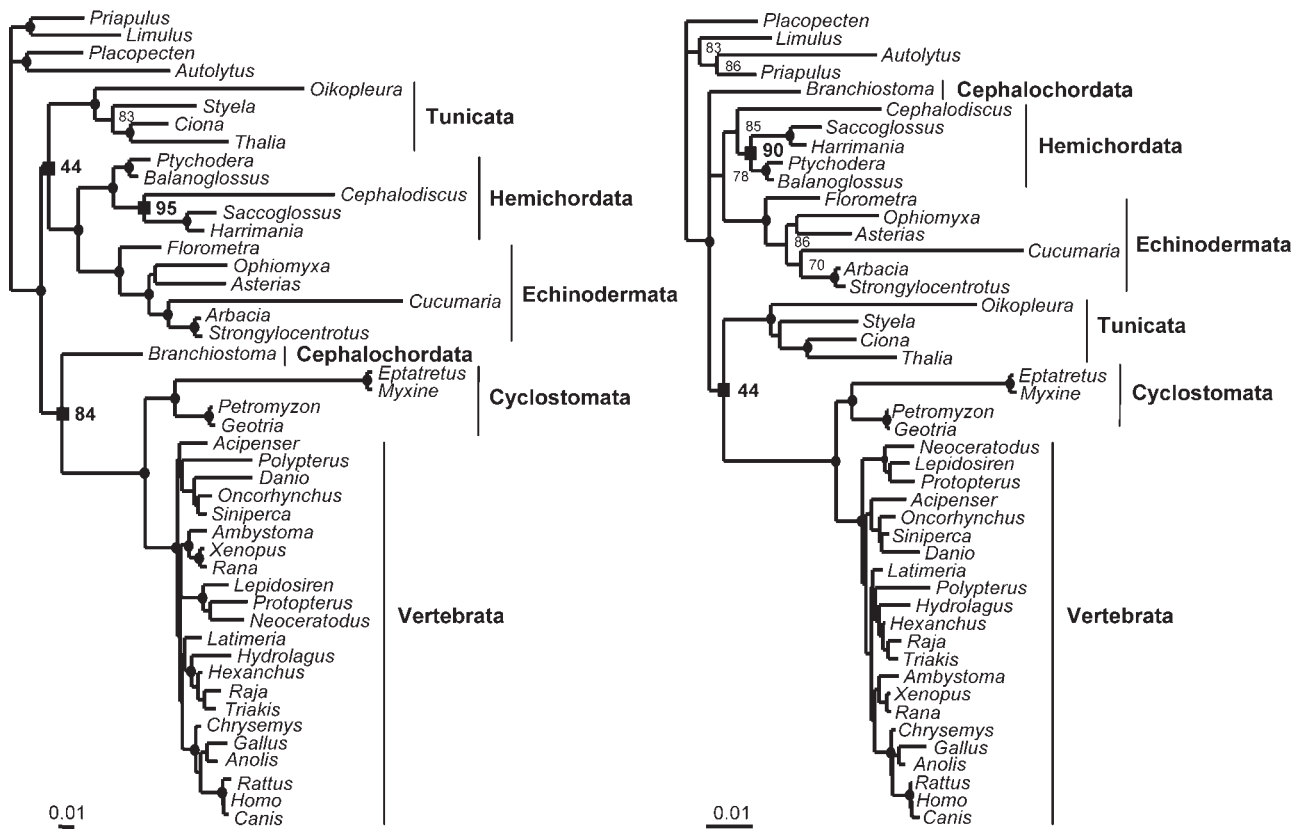 Priapulus
Limulus
Placopecten
Autolytus
Oikopleura
Styela
83
Ciona
Thalia
Tunicata
44
Ptychodera
Balanoglossus
Cephalodiscus
95
Saccoglossus
Harrimania
Hemichordata
Florometra
Ophiomyxa
Asterias
Cucumaria
Arbacia
Strongylocentrotus
Echinodermata
Branchiostoma
Cephalochordata
84
Eptatretus
Myxine
Petromyzon
Geotria
Cyclostomata
Acipenser
Polypterus
Danio
Oncorhynchus
Siniperca
Ambystoma
Xenopus
Rana
Lepidosiren
Protopterus
Neoceratodus
Vertebrata
Latimeria
Hydrolagus
Hexanchus
Raja
Triakis
Chrysemys
Gallus
Anolis
Rattus
Homo
Canis
0.01
Placopecten
Limulus
83
Autolytus
86
Priapulus
Branchiostoma
Cephalochordata
Cephalodiscus
85
Saccoglossus
90
Harrimania
Ptychodera
78
Balanoglossus
Hemichordata
Florometra
Ophiomyxa
Asterias
86
Cucumaria
70
Arbacia
Strongylocentrotus
Echinodermata
Oikopleura
Styela
Ciona
Thalia
Tunicata
44
Eptatretus
Myxine
Petromyzon
Geotria
Cyclostomata
Neoceratodus
Lepidosiren
Protopterus
Acipenser
Oncorhynchus
Siniperca
Danio
Latimeria
Polypterus
Hydrolagus
Hexanchus
Raja
Triakis
Vertebrata
Ambystoma
Xenopus
Rana
Chrysemys
Gallus
Anolis
Rattus
Homo
Canis
0.01